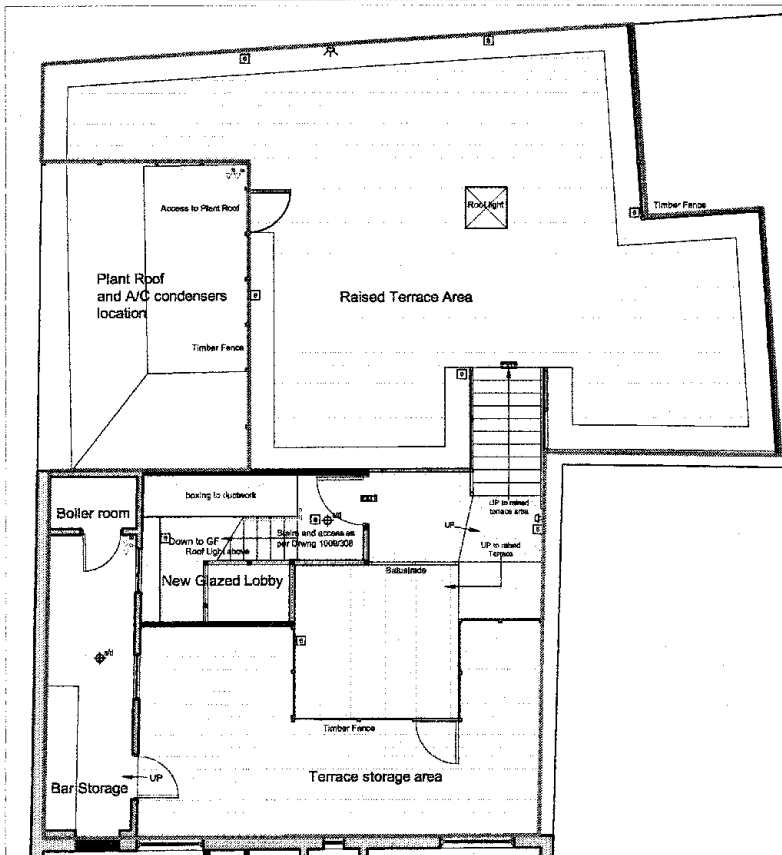 Access to Plant Roof
Roof light
Timber Fence
Plant Roof
and A/C condensers
location
Raised Terrace Area
Timber Fence
Boiler room
boxing to ductwork
s/d
UP to raised
terrace area
Down to GF
Roof Light above
Stairs and access as
per Drwng 1009/308
UP
UP to raised
Terrace
New Glazed Lobby
Balustrade
s/d
Timber Fence
UP
Bar Storage
Terrace storage area